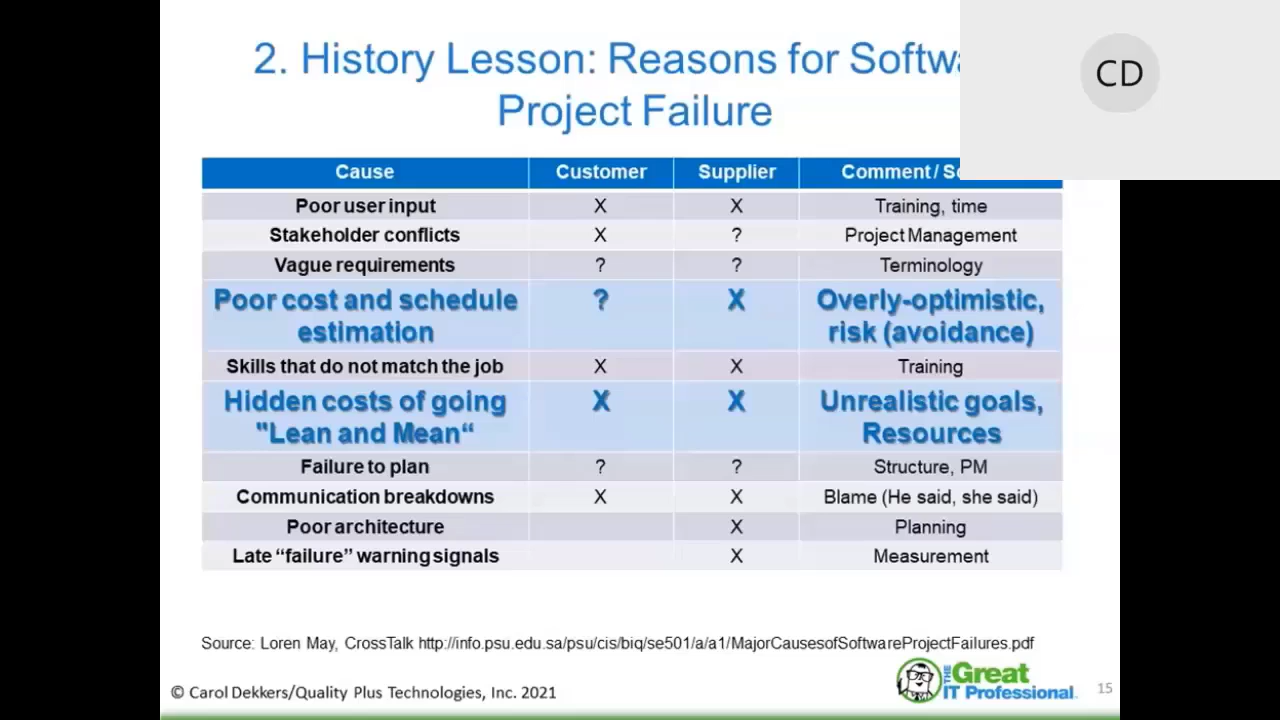 2. History Lesson: Reasons for
Project Failure
CD
Cause Customer Supplier Comment /
Poor user input X X Training, time
Stakeholder conflicts X ? Project Management
Vague requirements ? ? Terminology
Poor cost and schedule estimation ? X Overly-optimistic, risk (avoidance)
Skills that do not match the job X X Training
Hidden costs of going "Lean and Mean“ X X Unrealistic goals, Resources
Failure to plan ? ? Structure, PM
Communication breakdowns X X Blame (He said, she said)
Poor architecture X Planning
Late “failure” warning signals X Measurement
Source: Loren May, CrossTalk http://info.psu.edu.sa/psu/cis/biq/se501/a/a1/MajorCausesofSoftwareProjectFailures.pdf
© Carol Dekkers/Quality Plus Technologies, Inc. 2021
THE Great
IT Professional
15